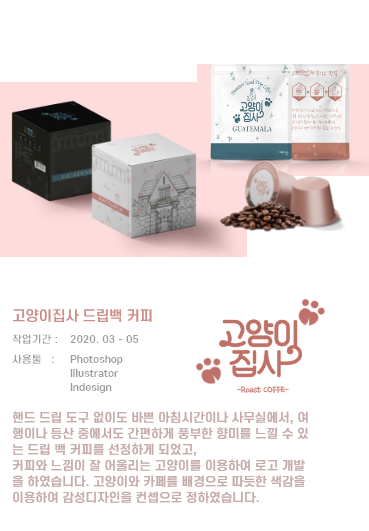 고양이
집사
GUATEMALA
고양이
집사
고양이집사 드립백 커피
작업기간 : 2020. 03 - 05
사용툴 : Photoshop
Illustrator
Indesign
고양이
집사
-Roast COFFE-
핸드 드립 도구 없이도 바쁜 아침시간이나 사무실에서, 여
행이나 등산 중에서도 간편하게 풍부한 향미를 느낄 수 있
는 드립 백 커피를 선정하게 되었고,
커피와 느낌이 잘 어울리는 고양이를 이용하여 로고 개발
을 하였습니다. 고양이와 카페를 배경으로 따듯한 색감을
이용하여 감성디자인을 컨셉으로 정하였습니다.